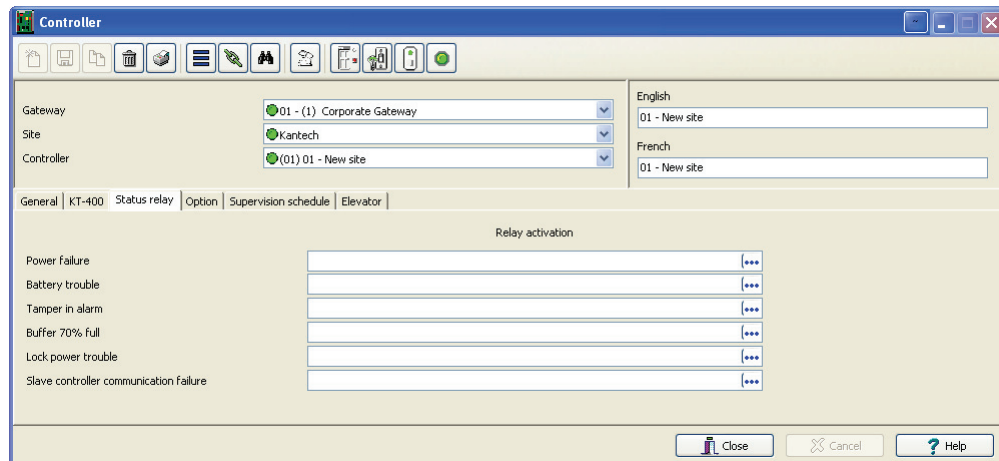 Controller
Gateway
01 - (1) Corporate Gateway
Site
Kantech
Controller
(01) 01 - New site
English
01 - New site
French
01 - New site
General KT-400 Status relay Option Supervision schedule Elevator
Relay activation
Power failure
Battery trouble
Tamper in alarm
Buffer 70% full
Lock power trouble
Slave controller communication failure
Close Cancel Help